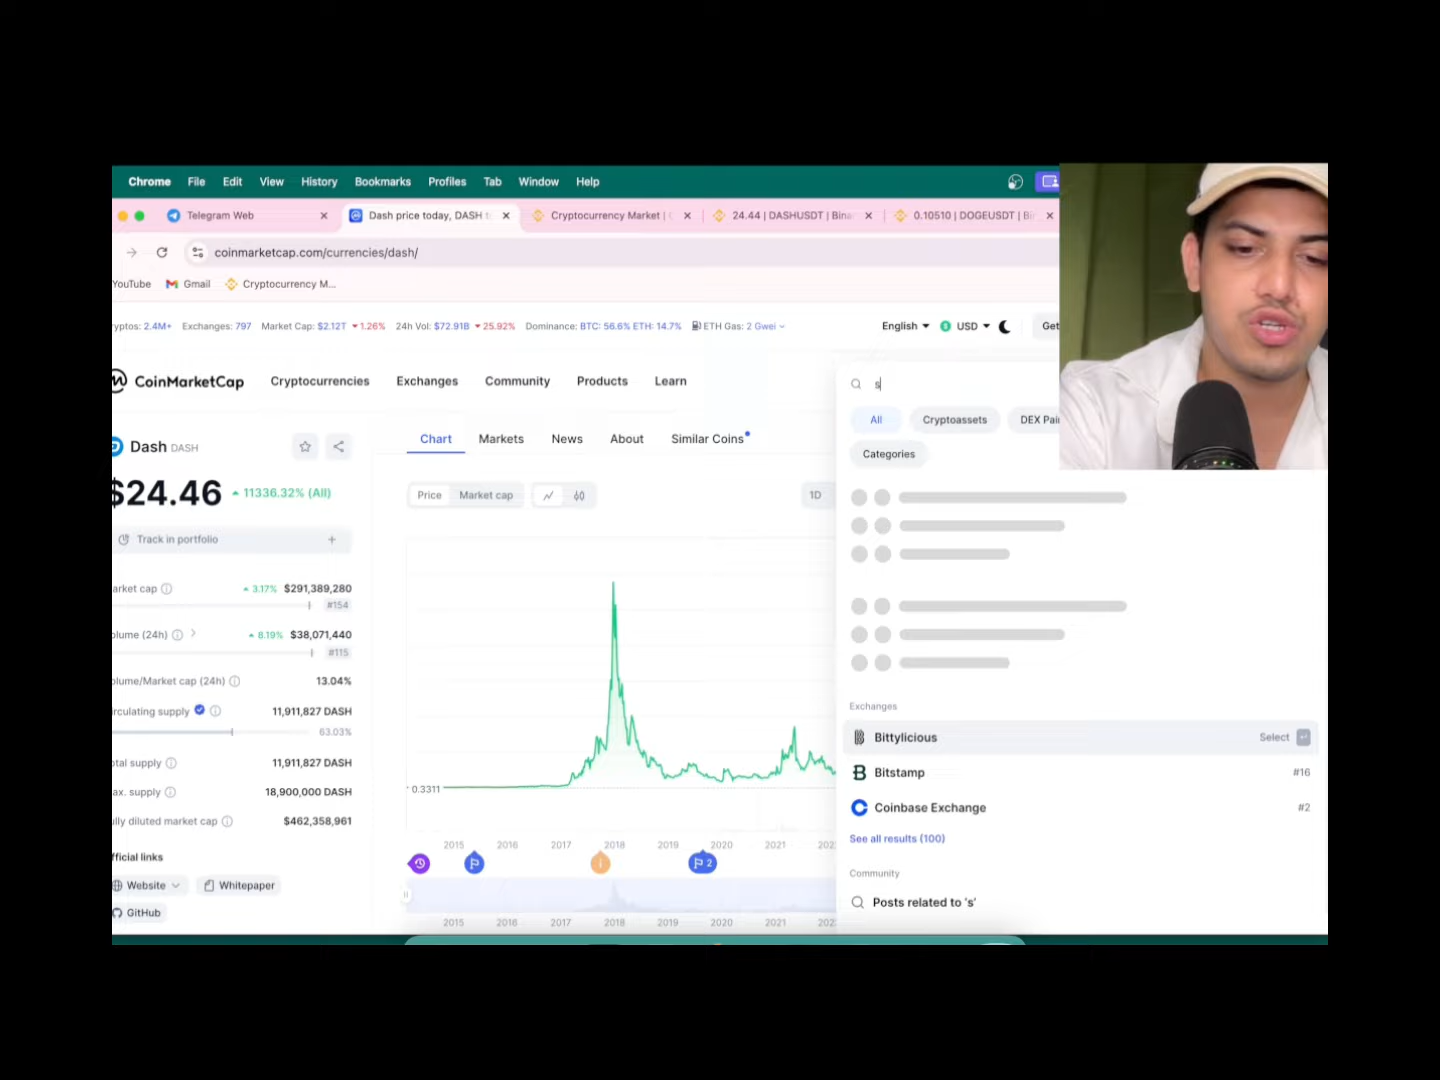 Chrome File Edit View History Bookmarks Profiles Tab Window Help
Telegram Web
Dash price today, DASH t
Cryptocurrency Market |
24.44 | DASHUSDT | Bina
0.10510 | DOGEUSDT | Bi
coinmarketcap.com/currencies/dash/
YouTube Gmail Cryptocurrency M...
yptos: 2.4M+ Exchanges: 797 Market Cap: $2.12T 1.26% 24h Vol: $72.91B 25.92% Dominance: BTC: 56.6% ETH: 14.7% ETH Gas: 2 Gwei
English USD Get
CoinMarketCap Cryptocurrencies Exchanges Community Products Learn
s
All Cryptoassets DEX Pai
Categories
Dash DASH
$24.46 11336.32% (All)
Track in portfolio +
arket cap 3.17% $291,389,280
#154
olume (24h) 8.19% $38,071,440
#115
olume/Market cap (24h) 13.04%
rculating supply 11,911,827 DASH
63.03%
otal supply 11,911,827 DASH
ax. supply 18,900,000 DASH
ully diluted market cap $462,358,961
fficial links
Website Whitepaper
GitHub
Chart Markets News About Similar Coins
Price Market cap 1D
0.3311
2015 2016 2017 2018 2019 2020 2021 202
2
2015 2016 2017 2018 2019 2020 2021 202
Exchanges
Bittylicious Select
Bitstamp #16
Coinbase Exchange #2
See all results (100)
Community
Posts related to 's'